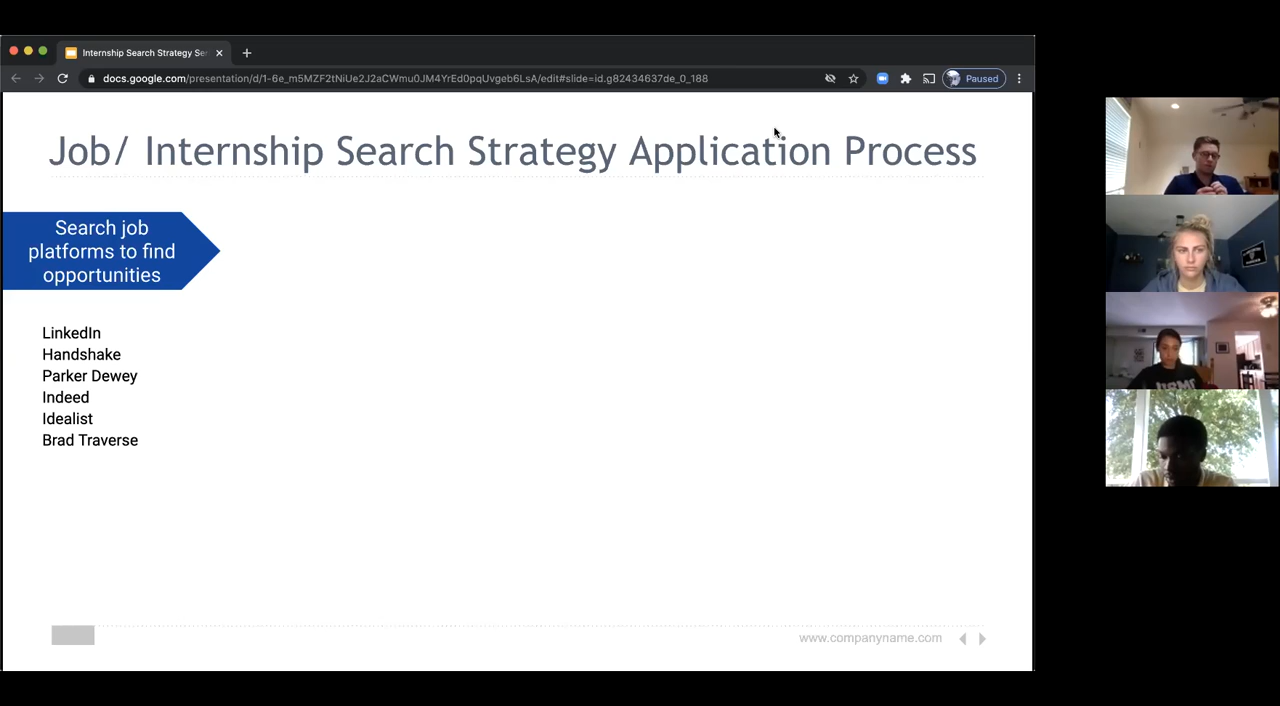 Internship Search Strategy Se
docs.google.com/presentation/d/1-6e_m5MZF2tNiUe2J2aCWmu0JM4YrEd0pqUvgeb6LsA/edit#slide=id.g82434637de_0_188
Paused
Job/ Internship Search Strategy Application Process
Search job
platforms to find
opportunities
LinkedIn
Handshake
Parker Dewey
Indeed
Idealist
Brad Traverse
www.companyname.com